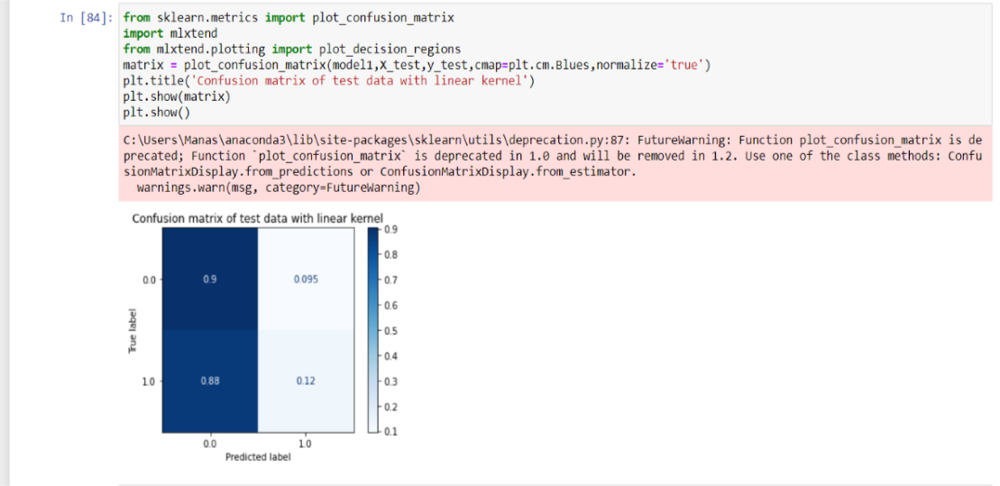 In [84]: from sklearn.metrics import plot_confusion_matrix
import mlxtend
from mlxtend.plotting import plot_decision_regions
matrix = plot_confusion_matrix(model1,X_test,y_test,cmap=plt.cm.Blues,normalize='true')
plt.title('Confusion matrix of test data with linear kernel')
plt.show(matrix)
plt.show()
C:\Users\Manas\anaconda3\lib\site-packages\sklearn\utils\deprecation.py:87: FutureWarning: Function plot_confusion_matrix is de
precated; Function `plot_confusion_matrix` is deprecated in 1.0 and will be removed in 1.2. Use one of the class methods: Confu
sionMatrixDisplay.from_predictions or ConfusionMatrixDisplay.from_estimator.
warnings.warn(msg, category=FutureWarning)
Confusion matrix of test data with linear kernel
0.9
0.8
0.7
0.6
0.5
0.4
0.3
0.2
0.1
True label
0.0
0.9
0.095
1.0
0.88
0.12
0.0
1.0
Predicted label